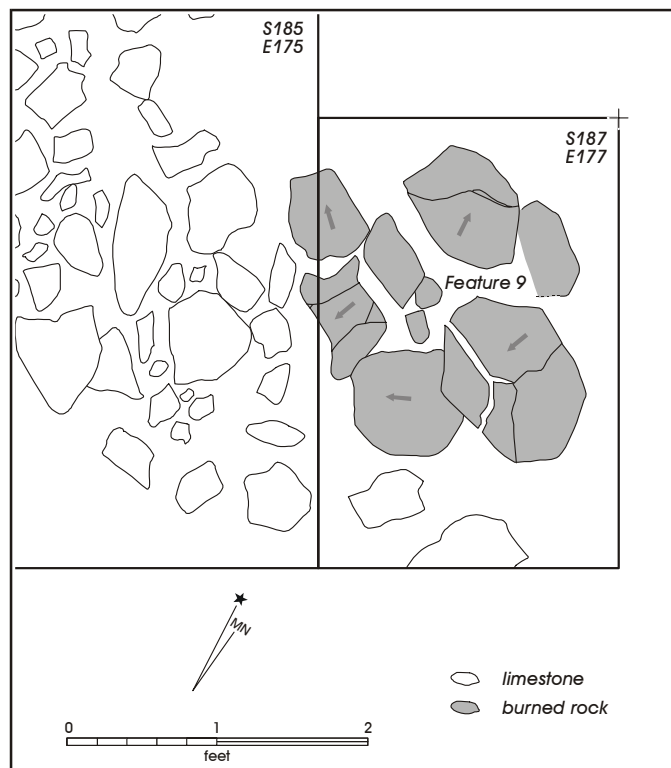 S185
E175
S187
E177
Feature 9
MN
limestone
burned rock
0 1 2
feet